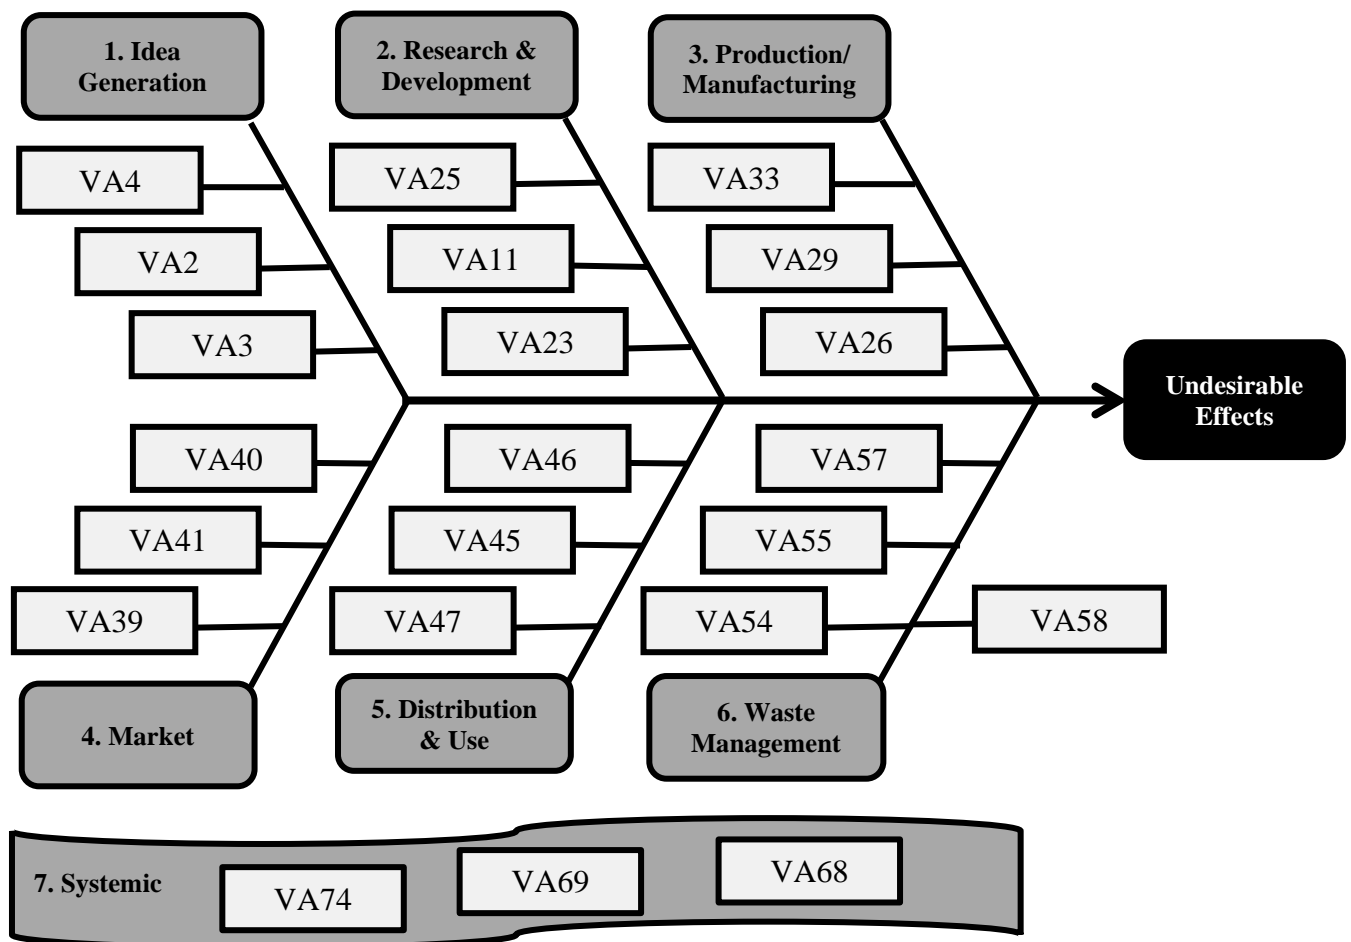 1. Idea
Generation
2. Research &
Development
3. Production/
Manufacturing
VA4
VA25
VA33
VA2
VA11
VA29
VA3
VA23
VA26
Undesirable
Effects
VA40
VA46
VA57
VA41
VA45
VA55
VA39
VA47
VA54
VA58
4. Market
5. Distribution
& Use
6. Waste
Management
7. Systemic
VA74
VA69
VA68